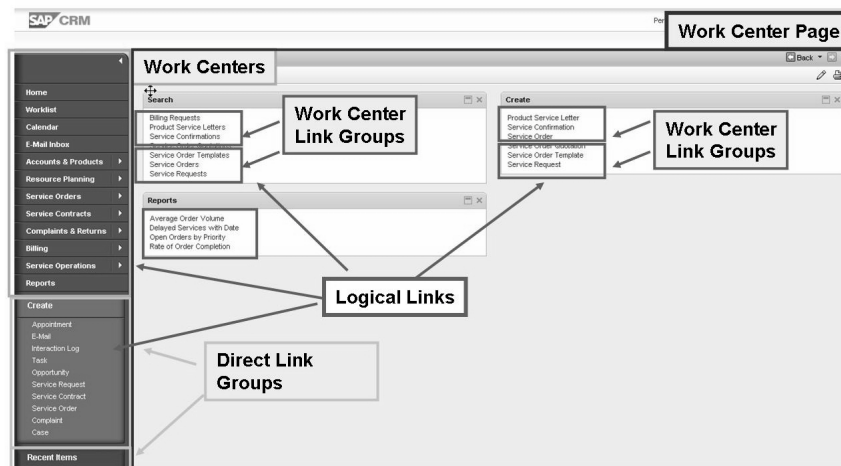 SAP CRM
Per
Work Center Page
Back
Work Centers
Home
Worklist
Calendar
E-Mail Inbox
Accounts & Products
Resource Planning
Service Orders
Service Contracts
Complaints & Returns
Billing
Service Operations
Reports
Create
Appointment
E-Mail
Interaction Log
Task
Opportunity
Service Request
Service Contract
Service Order
Complaint
Case
Recent Items
Search
Billing Requests
Product Service Letters
Service Confirmations
Service Order Templates
Service Orders
Service Requests
Work Center
Link Groups
Create
Product Service Letter
Service Confirmation
Service Order
Service Order Quotation
Service Order Template
Service Request
Work Center
Link Groups
Reports
Average Order Volume
Delayed Services with Date
Open Orders by Priority
Rate of Order Completion
Logical Links
Direct Link
Groups